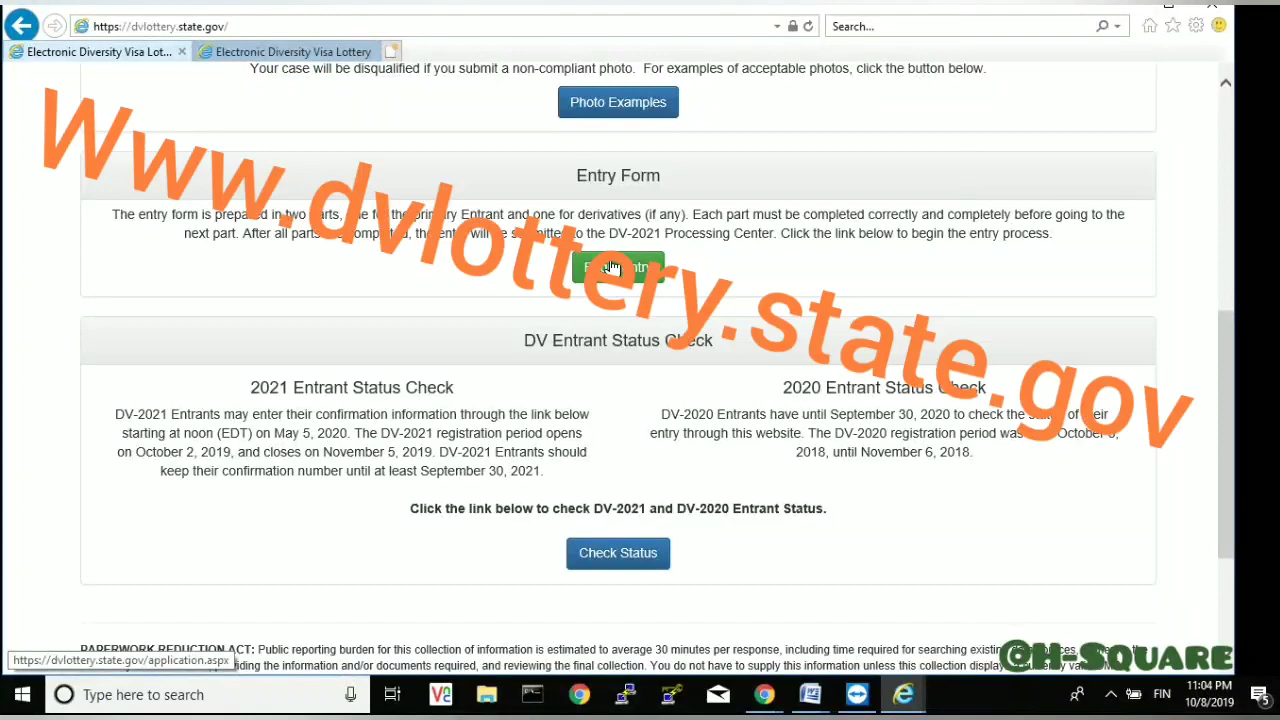 https://dvlottery.state.gov/
Search...
Electronic Diversity Visa Lot...
Electronic Diversity Visa Lottery
Your case will be disqualified if you submit a non-compliant photo. For examples of acceptable photos, click the button below.
Photo Examples
Www.dvlottery.state.gov
Entry Form
The entry form is prepared in two parts, one for the primary Entrant and one for derivatives (if any). Each part must be completed correctly and completely before going to the
next part. After all parts are completed, the entry will be submitted to the DV-2021 Processing Center. Click the link below to begin the entry process.
DV Entrant Status Check
2021 Entrant Status Check
DV-2021 Entrants may enter their confirmation information through the link below
starting at noon (EDT) on May 5, 2020. The DV-2021 registration period opens
on October 2, 2019, and closes on November 5, 2019. DV-2021 Entrants should
keep their confirmation number until at least September 30, 2021.
2020 Entrant Status Check
DV-2020 Entrants have until September 30, 2020 to check the status of their
entry through this website. The DV-2020 registration period was October 3,
2018, until November 6, 2018.
Click the link below to check DV-2021 and DV-2020 Entrant Status.
Check Status
PAPERWORK REDUCTION ACT: Public reporting burden for this collection of information is estimated to average 30 minutes per response, including time required for searching existing
the information and/or documents required, and reviewing the final collection. You do not have to supply this information unless this collection
https://dvlottery.state.gov/application.aspx
@HaSQUARE
Type here to search
FIN
11:04 PM
10/8/2019
5